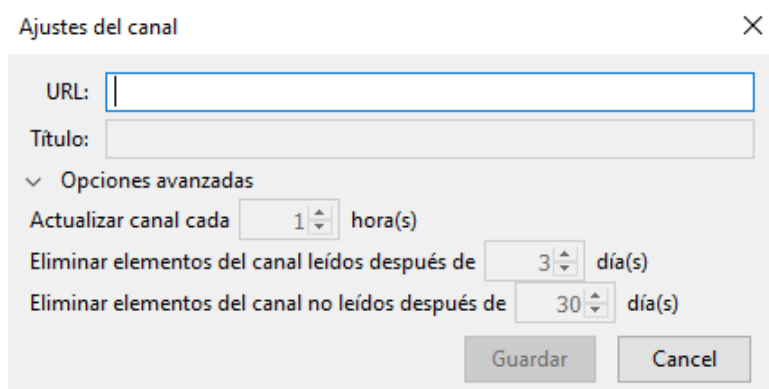 Ajustes del canal
URL:
Título:
Opciones avanzadas
Actualizar canal cada 1 hora(s)
Eliminar elementos del canal leídos después de 3 día(s)
Eliminar elementos del canal no leídos después de 30 día(s)
Guardar Cancel